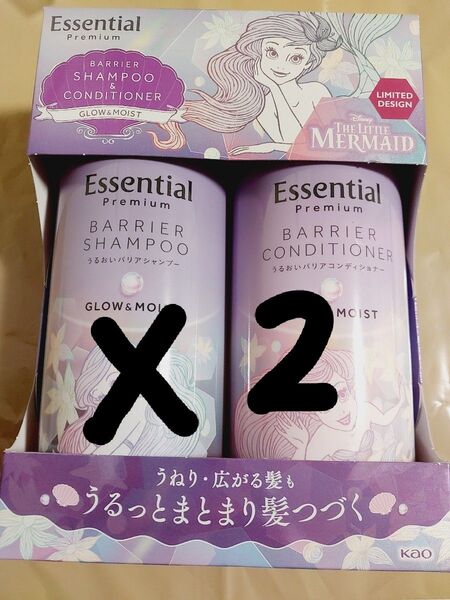 Essential
Premium
BARRIER
SHAMPOO
&
CONDITIONER
GLOW&MOIST
LIMITED
DESIGN
Disney
THE LITTLE
MERMAID
Essential
Premium
BARRIER
SHAMPOO
うるおいバリアシャンプー
GLOW&MOI
Essential
Premium
BARRIER
CONDITIONER
うるおいバリアコンディショナー
MOIST
X 2
うねり・広がる髪も
うるっとまとまり髪つづく
Kao